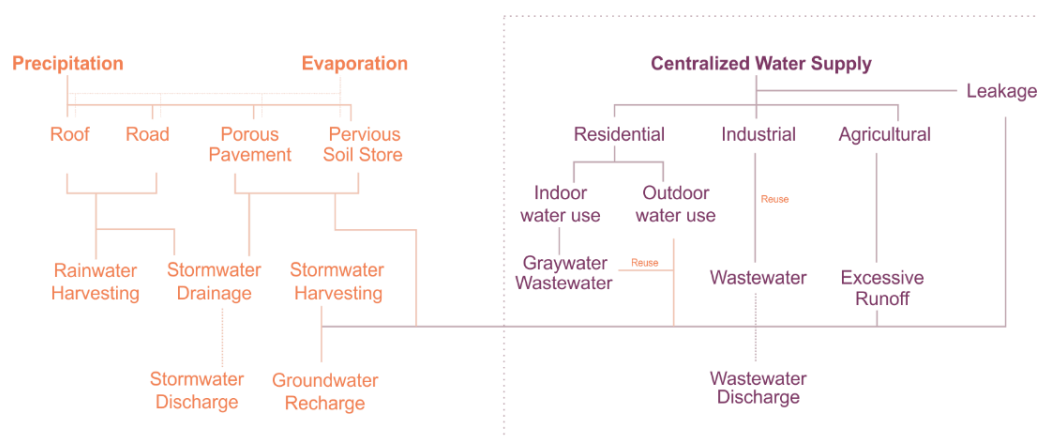 Precipitation
Evaporation
Roof
Road
Porous
Pavement
Pervious
Soil Store
Rainwater
Harvesting
Stormwater
Drainage
Stormwater
Harvesting
Stormwater
Discharge
Groundwater
Recharge
Centralized Water Supply
Leakage
Residential
Industrial
Agricultural
Indoor
water use
Outdoor
water use
Reuse
Graywater
Wastewater
Reuse
Wastewater
Excessive
Runoff
Wastewater
Discharge